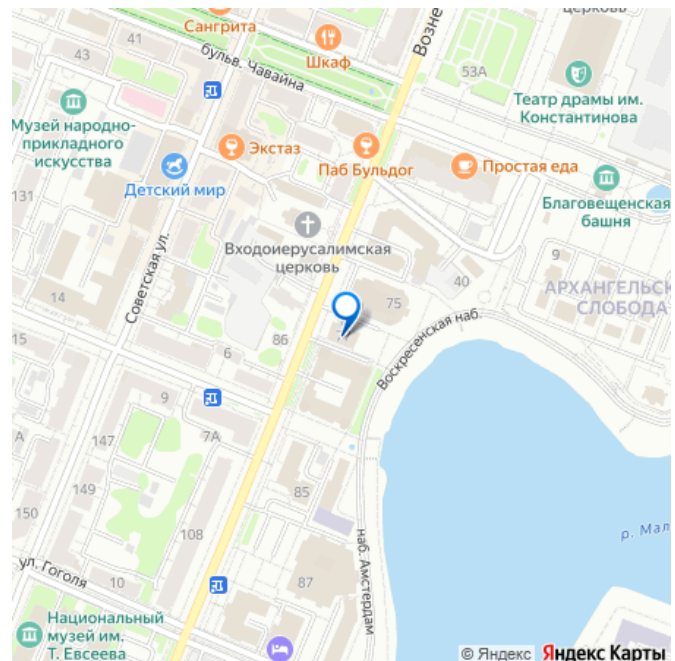 церковь
Сангрита
41
43
бульв. Чавайна
Шкаф
Возне
53А
Театр драмы им.
Константинова
Музей народно-
прикладного
искусства
Экстаз
Паб Бульдог
Простая еда
Детский мир
Благовещенская
башня
131
Входоиерусалимская
церковь
Советская ул.
9
40
АРХАНГЕЛЬСК
СЛОБОДА
14
75
Воскресенская наб.
15
86
6
9
А
147
7А
149
85
150
108
р. Мал
наб. Амстердам
ул. Гоголя
10
87
Национальный
музей им.
Т. Евсеева
© Яндекс Яндекс Карты